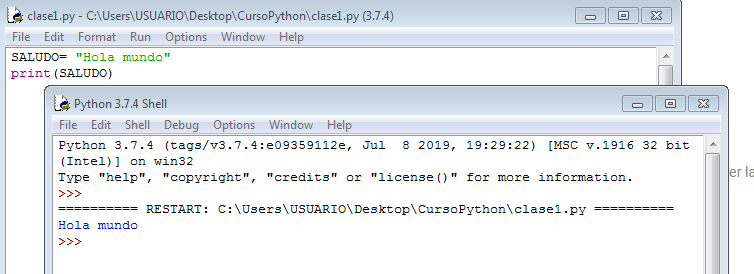 clase1.py - C:\Users\USUARIO\Desktop\CursoPython\clase1.py (3.7.4)
File Edit Format Run Options Window Help
SALUDO= "Hola mundo"
print(SALUDO)
Python 3.7.4 Shell
File Edit Shell Debug Options Window Help
Python 3.7.4 (tags/v3.7.4:e09359112e, Jul  8 2019, 19:29:22) [MSC v.1916 32 bit
(Intel)] on win32
Type "help", "copyright", "credits" or "license()" for more information.
>>>
========== RESTART: C:\Users\USUARIO\Desktop\CursoPython\clase1.py ==========
Hola mundo
>>>
er la